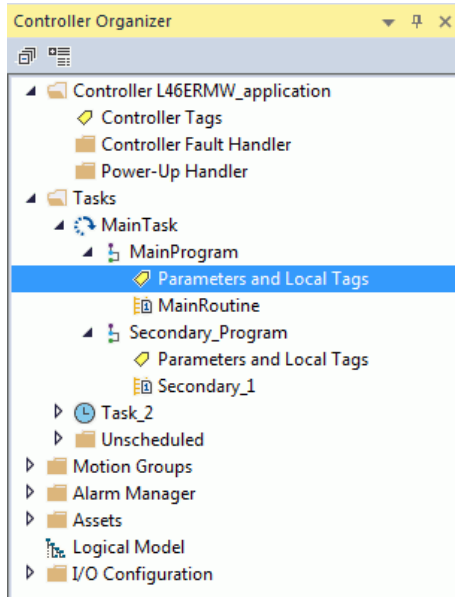 Controller Organizer
Controller L46ERMW_application
Controller Tags
Controller Fault Handler
Power-Up Handler
Tasks
MainTask
MainProgram
Parameters and Local Tags
MainRoutine
Secondary_Program
Parameters and Local Tags
Secondary_1
Task_2
Unscheduled
Motion Groups
Alarm Manager
Assets
Logical Model
I/O Configuration